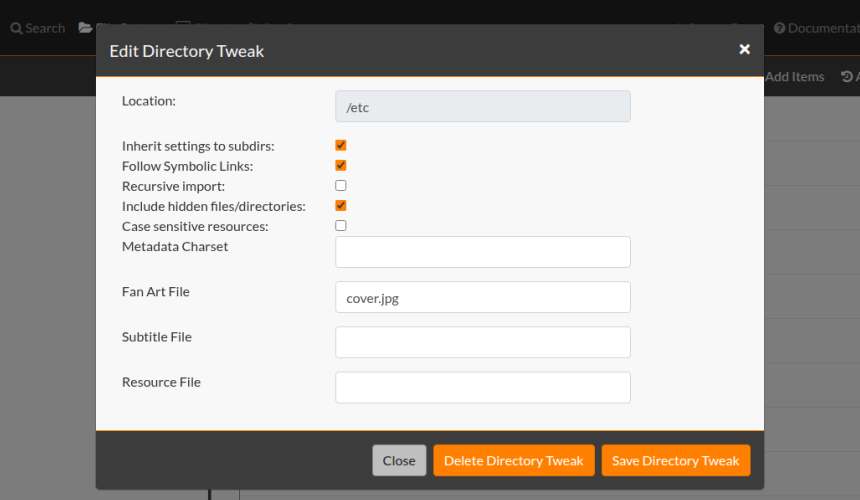 Search
Documentat
Edit Directory Tweak
×
Add Items
Location:
/etc
Inherit settings to subdirs:
Follow Symbolic Links:
Recursive import:
Include hidden files/directories:
Case sensitive resources:
Metadata Charset
Fan Art File
cover.jpg
Subtitle File
Resource File
Close
Delete Directory Tweak
Save Directory Tweak